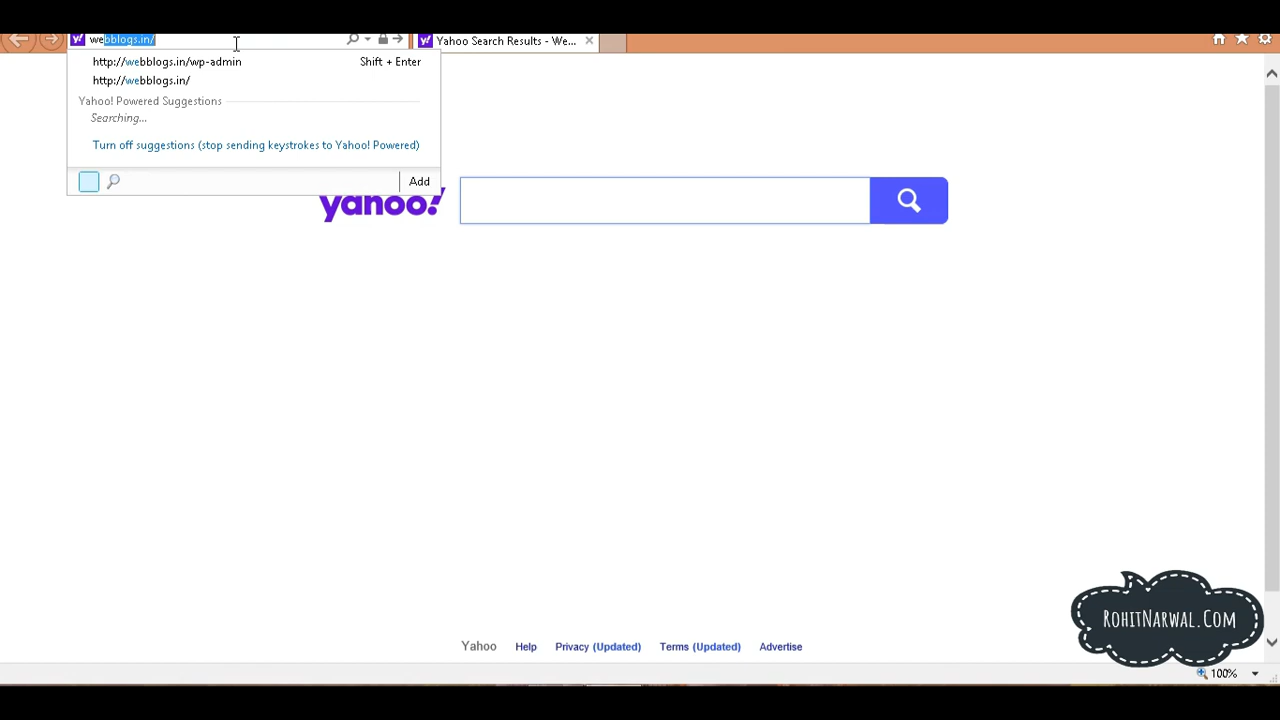 webblogs.in/
Yahoo Search Results - We...
http://webblogs.in/wp-admin Shift + Enter
http://webblogs.in/
Yahoo! Powered Suggestions
Searching...
Turn off suggestions (stop sending keystrokes to Yahoo! Powered)
Add
yahoo!
RohitNarwal.Com
Yahoo Help Privacy (Updated) Terms (Updated) Advertise
100%